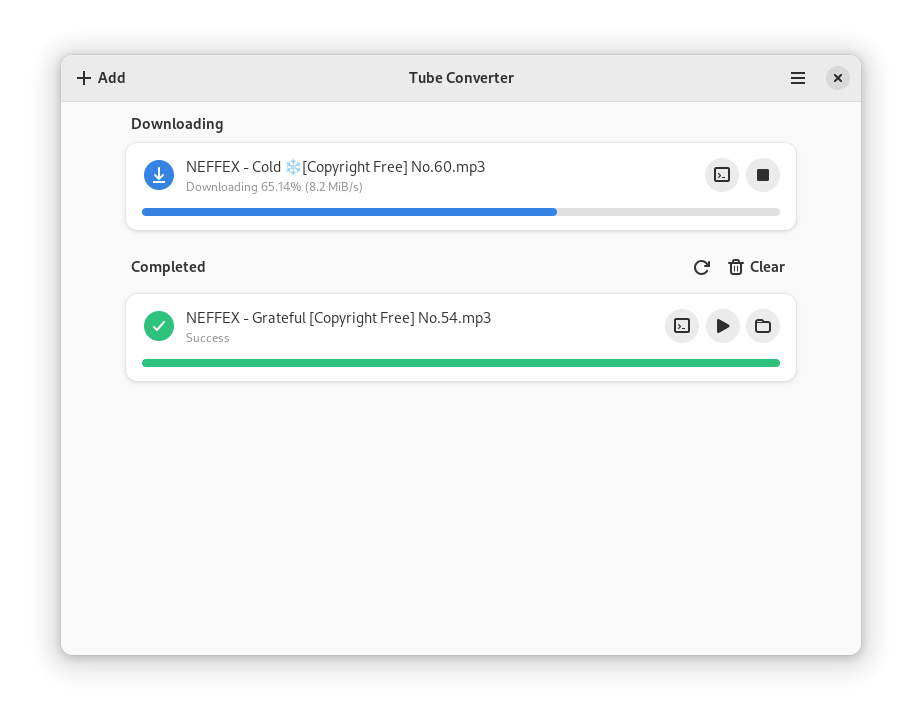 Add
Tube Converter
Downloading
NEFFEX - Cold ❄️[Copyright Free] No.60.mp3
Downloading 65.14% (8.2 MiB/s)
Completed
Clear
NEFFEX - Grateful [Copyright Free] No.54.mp3
Success